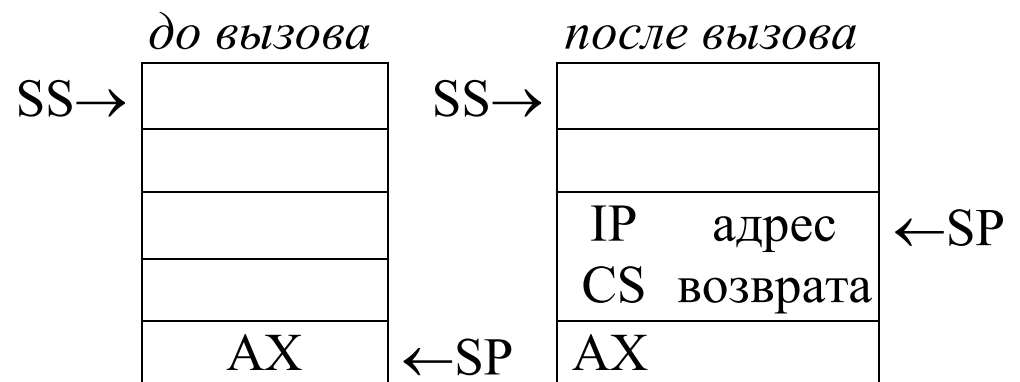 до вызова
SS→
AX ←SP
после вызова
SS→
IP адрес ←SP
CS возврата
AX